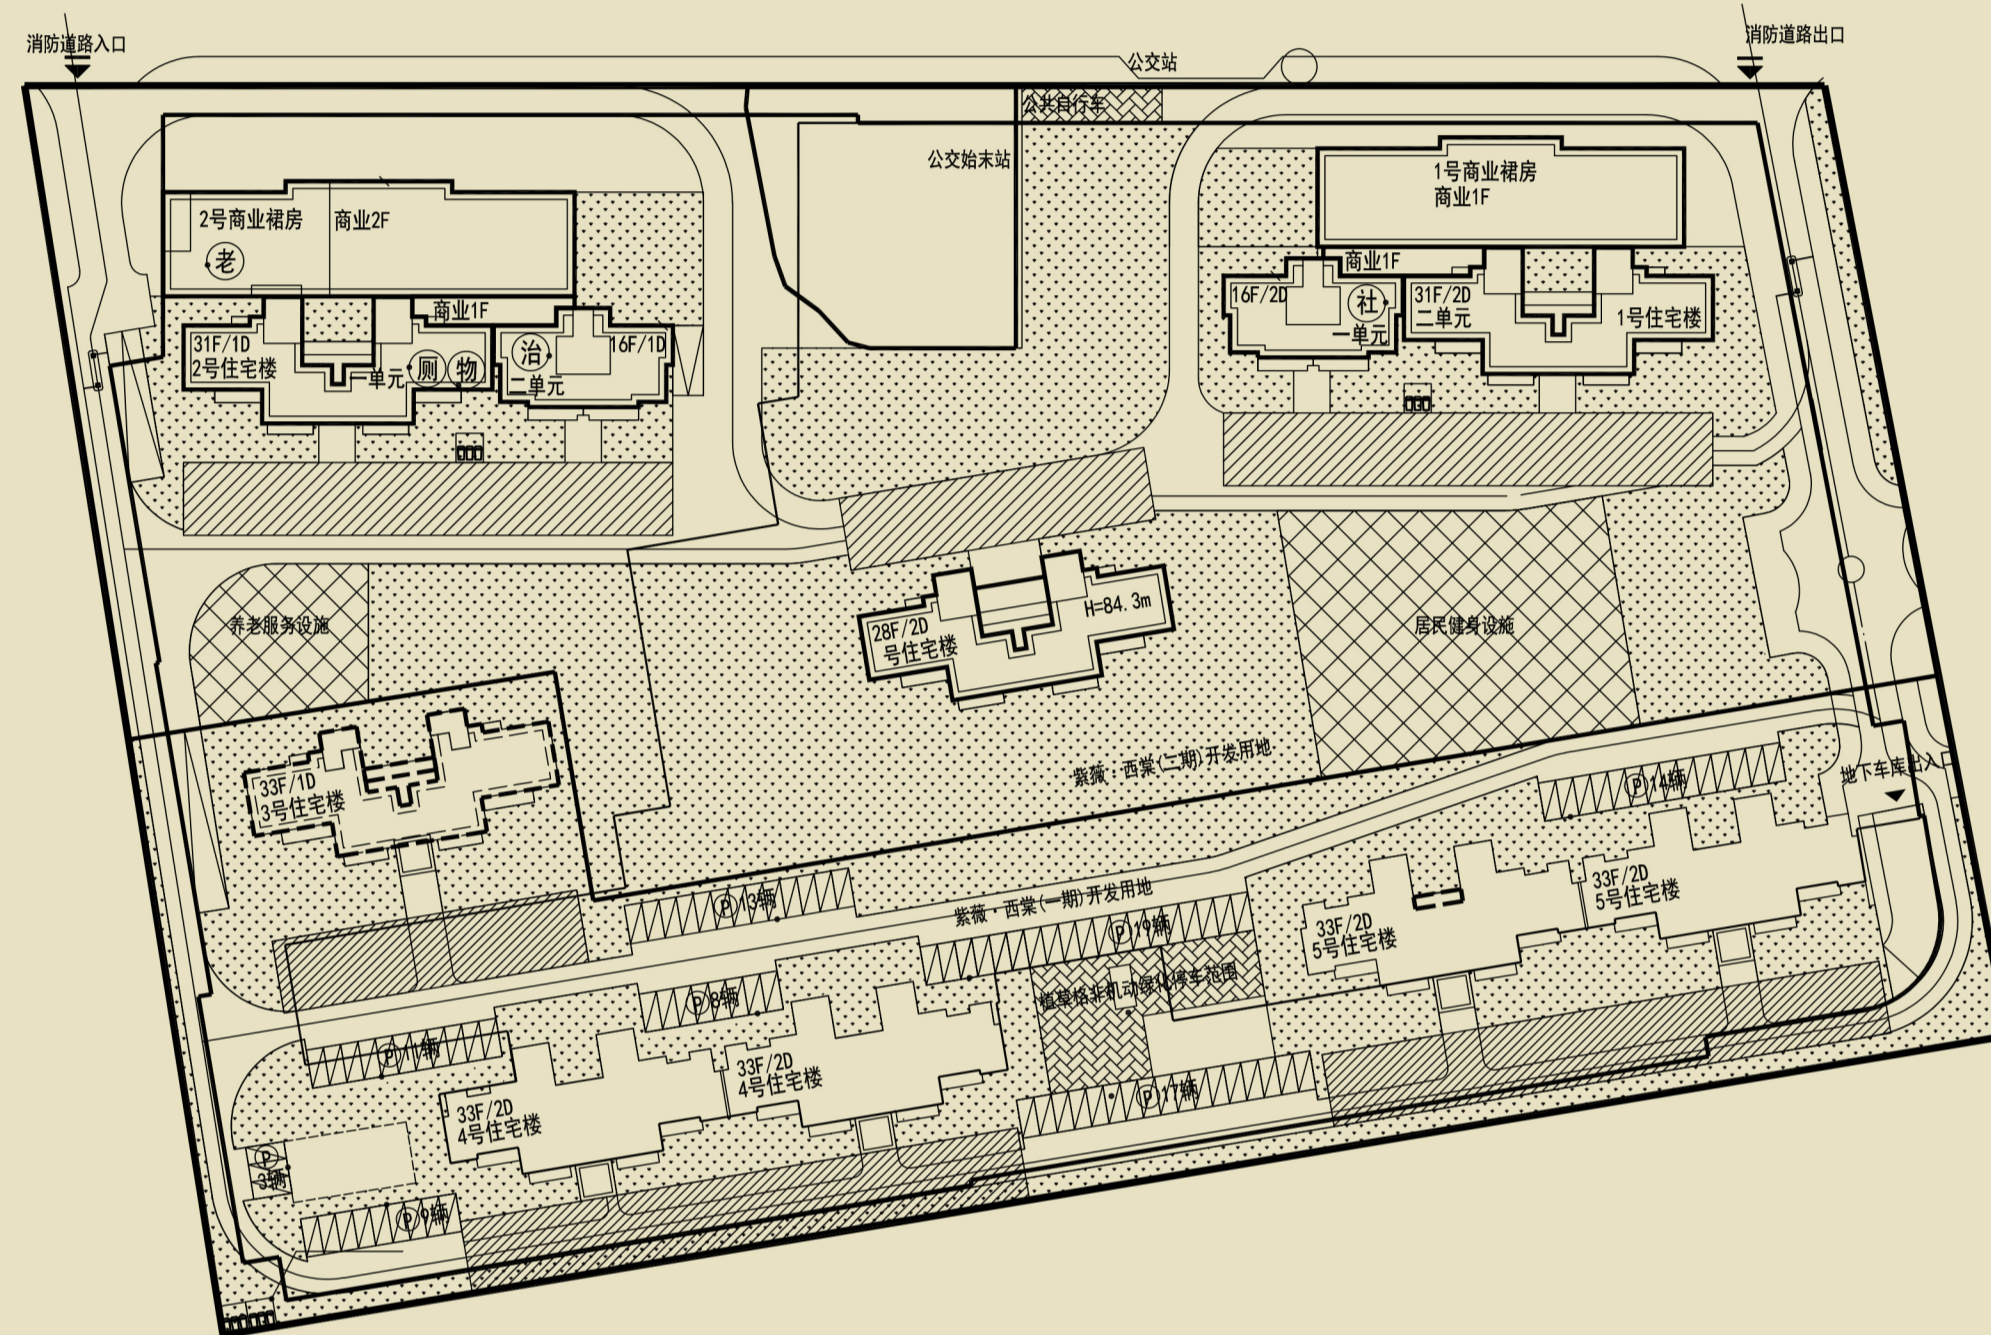 消防道路入口
公交站
消防道路出口
公共自行车
公交始末站
1号商业裙房
商业1F
2号商业裙房
商业2F
老
商业1F
31F/1D
2号住宅楼
一单元
厕
物
治
二单元
16F/1D
商业1F
16F/2D
社
一单元
31F/2D
二单元
1号住宅楼
养老服务设施
28F/2D
号住宅楼
H=84.3m
居民健身设施
紫薇·西棠(二期)开发用地
33F/1D
3号住宅楼
地下车库出入口
P 14辆
P 13辆
紫薇·西棠(一期)开发用地
P 19辆
33F/2D
5号住宅楼
33F/2D
5号住宅楼
植草格非机动绿化停车范围
P 8辆
P 11辆
33F/2D
4号住宅楼
33F/2D
4号住宅楼
P 17辆
P
3辆
P 9辆